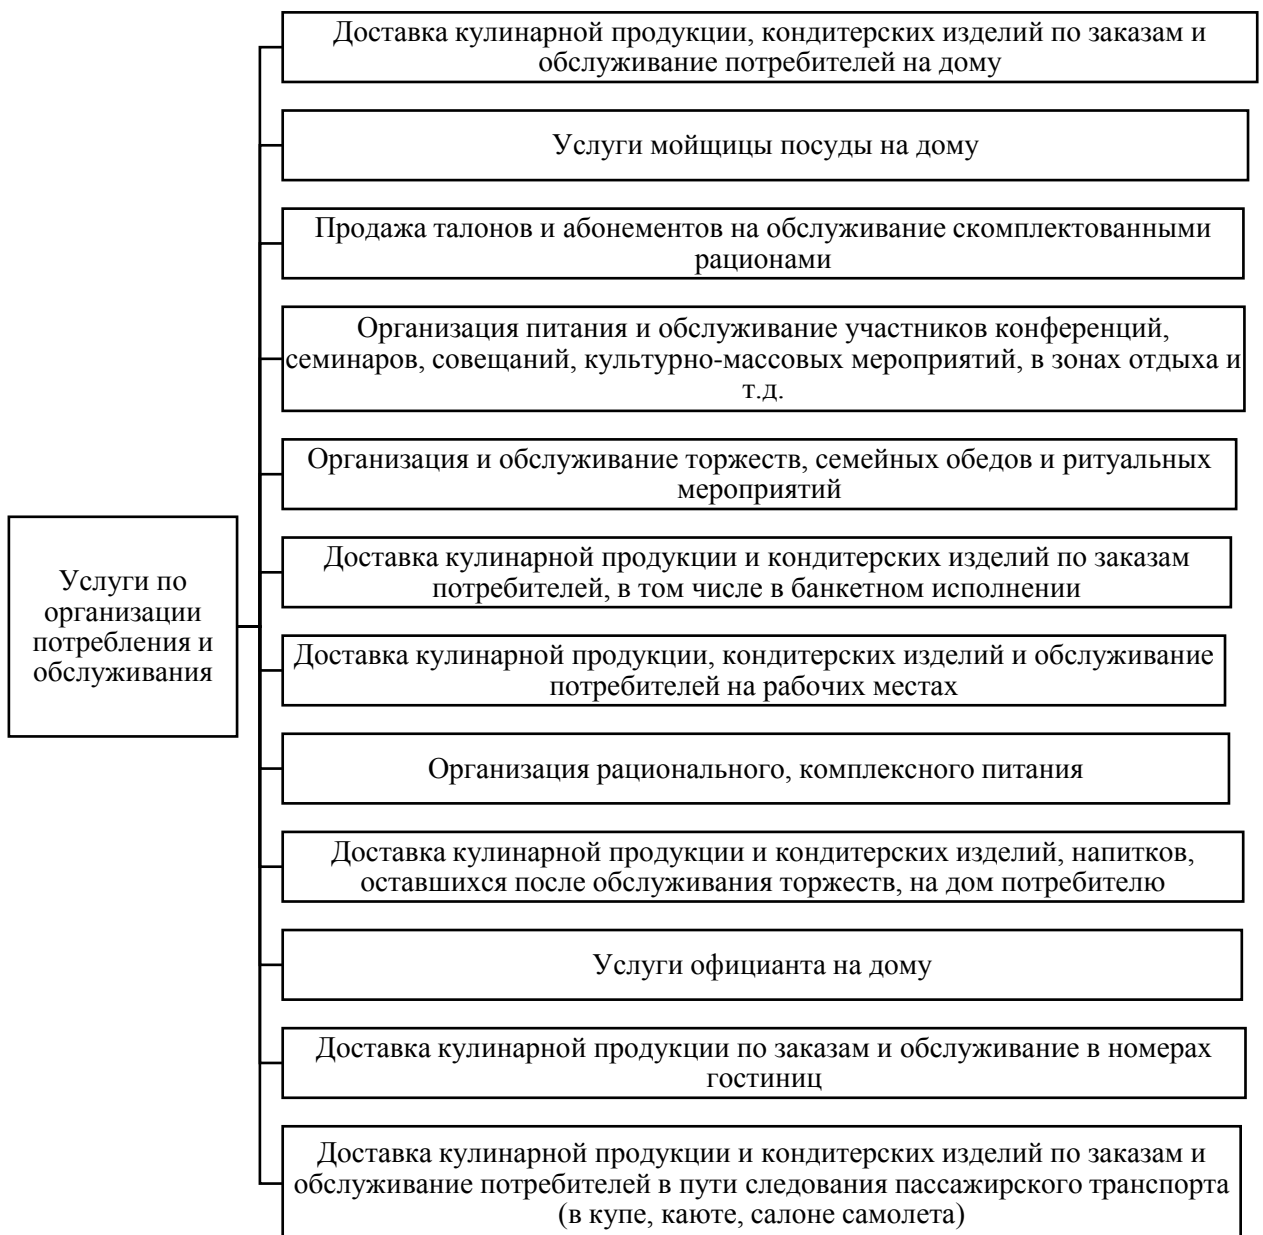 Доставка кулинарной продукции, кондитерских изделий по заказам и
обслуживание потребителей на дому
Услуги мойщицы посуды на дому
Продажа талонов и абонементов на обслуживание скомплектованными
рационами
Организация питания и обслуживание участников конференций,
семинаров, совещаний, культурно-массовых мероприятий, в зонах отдыха и
т.д.
Организация и обслуживание торжеств, семейных обедов и ритуальных
мероприятий
Услуги по
организации
потребления и
обслуживания
Доставка кулинарной продукции и кондитерских изделий по заказам
потребителей, в том числе в банкетном исполнении
Доставка кулинарной продукции, кондитерских изделий и обслуживание
потребителей на рабочих местах
Организация рационального, комплексного питания
Доставка кулинарной продукции и кондитерских изделий, напитков,
оставшихся после обслуживания торжеств, на дом потребителю
Услуги официанта на дому
Доставка кулинарной продукции по заказам и обслуживание в номерах
гостиниц
Доставка кулинарной продукции и кондитерских изделий по заказам и
обслуживание потребителей в пути следования пассажирского транспорта
(в купе, каюте, салоне самолета)